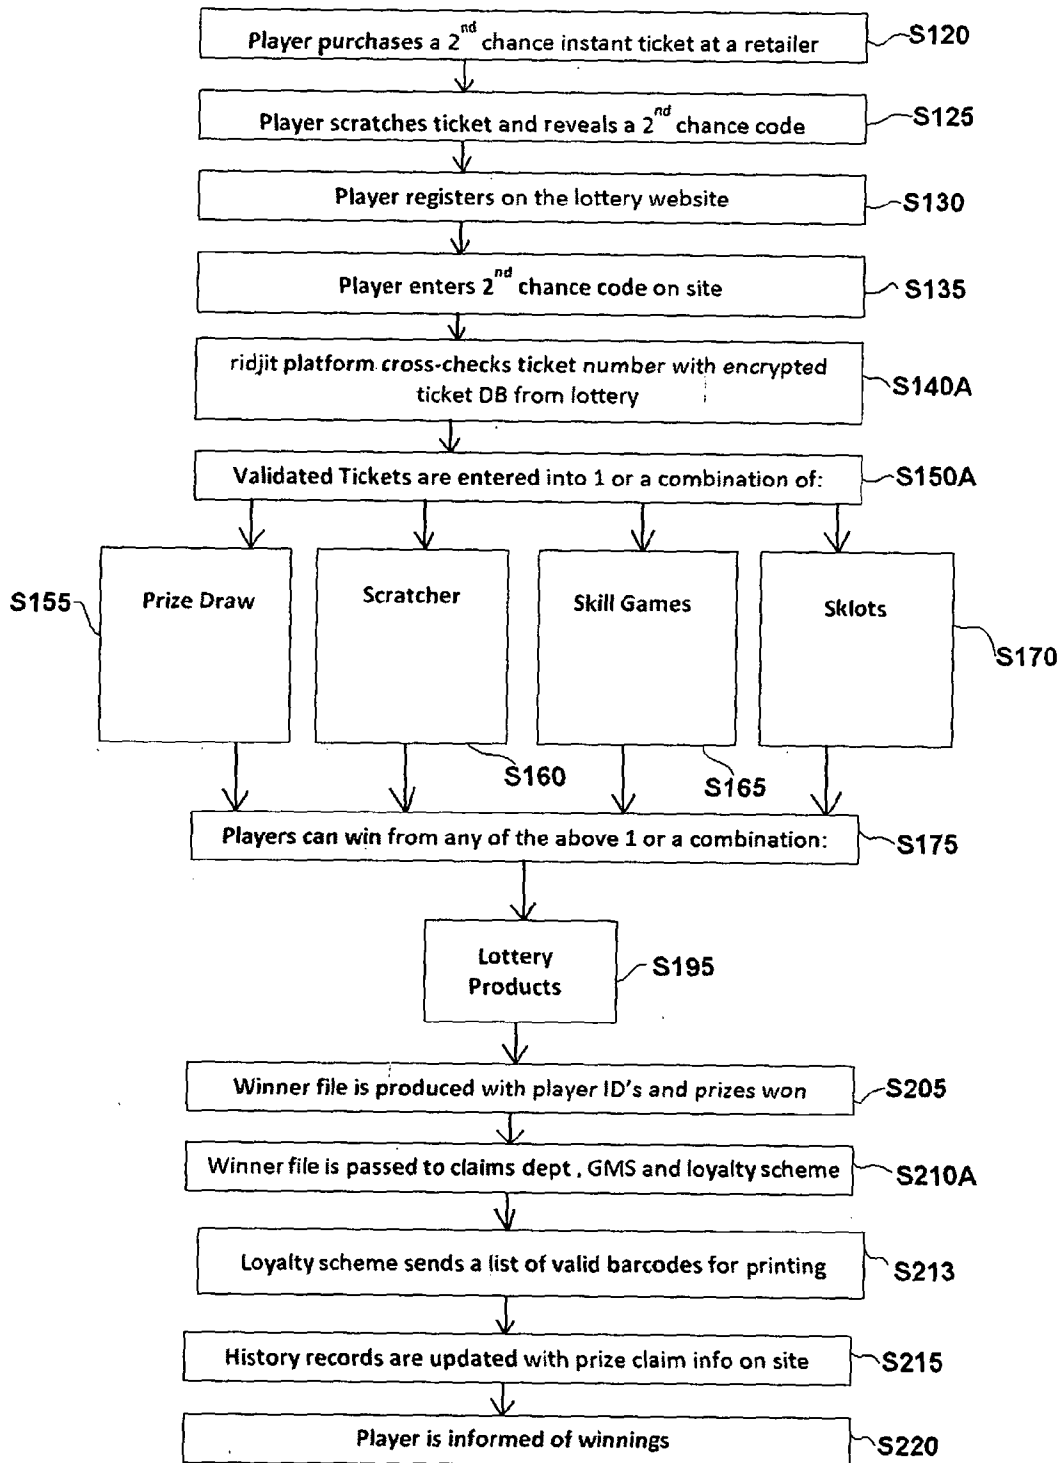 Player purchases a 2nd chance instant ticket at a retailer
S120
Player scratches ticket and reveals a 2nd chance code
S125
Player registers on the lottery website
S130
Player enters 2nd chance code on site
S135
ridjit platform cross-checks ticket number with encrypted
ticket DB from lottery
S140A
Validated Tickets are entered into 1 or a combination of:
S150A
S155
Prize Draw
Scratcher
Skill Games
Sklots
S170
S160
S165
Players can win from any of the above 1 or a combination:
S175
Lottery
Products
S195
Winner file is produced with player ID's and prizes won
S205
Winner file is passed to claims dept, GMS and loyalty scheme
S210A
Loyalty scheme sends a list of valid barcodes for printing
S213
History records are updated with prize claim info on site
S215
Player is informed of winnings
S220